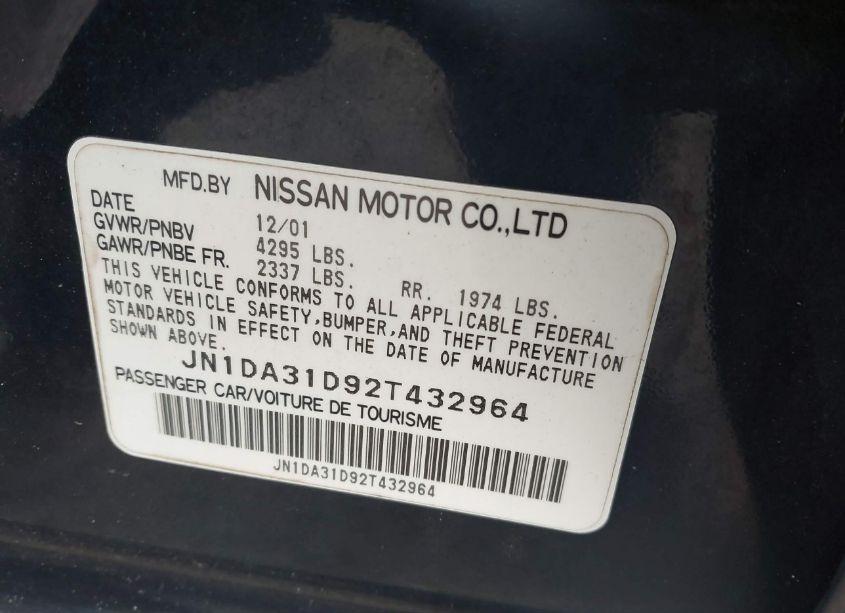 MFD.BY NISSAN MOTOR CO.,LTD
DATE 12/01
GVWR/PNBV 4295 LBS.
GAWR/PNBE FR. 2337 LBS. RR. 1974 LBS.
THIS VEHICLE CONFORMS TO ALL APPLICABLE FEDERAL
MOTOR VEHICLE SAFETY,BUMPER,AND THEFT PREVENTION
STANDARDS IN EFFECT ON THE DATE OF MANUFACTURE
SHOWN ABOVE.
JN1DA31D92T432964
PASSENGER CAR/VOITURE DE TOURISME
JN1DA31D92T432964